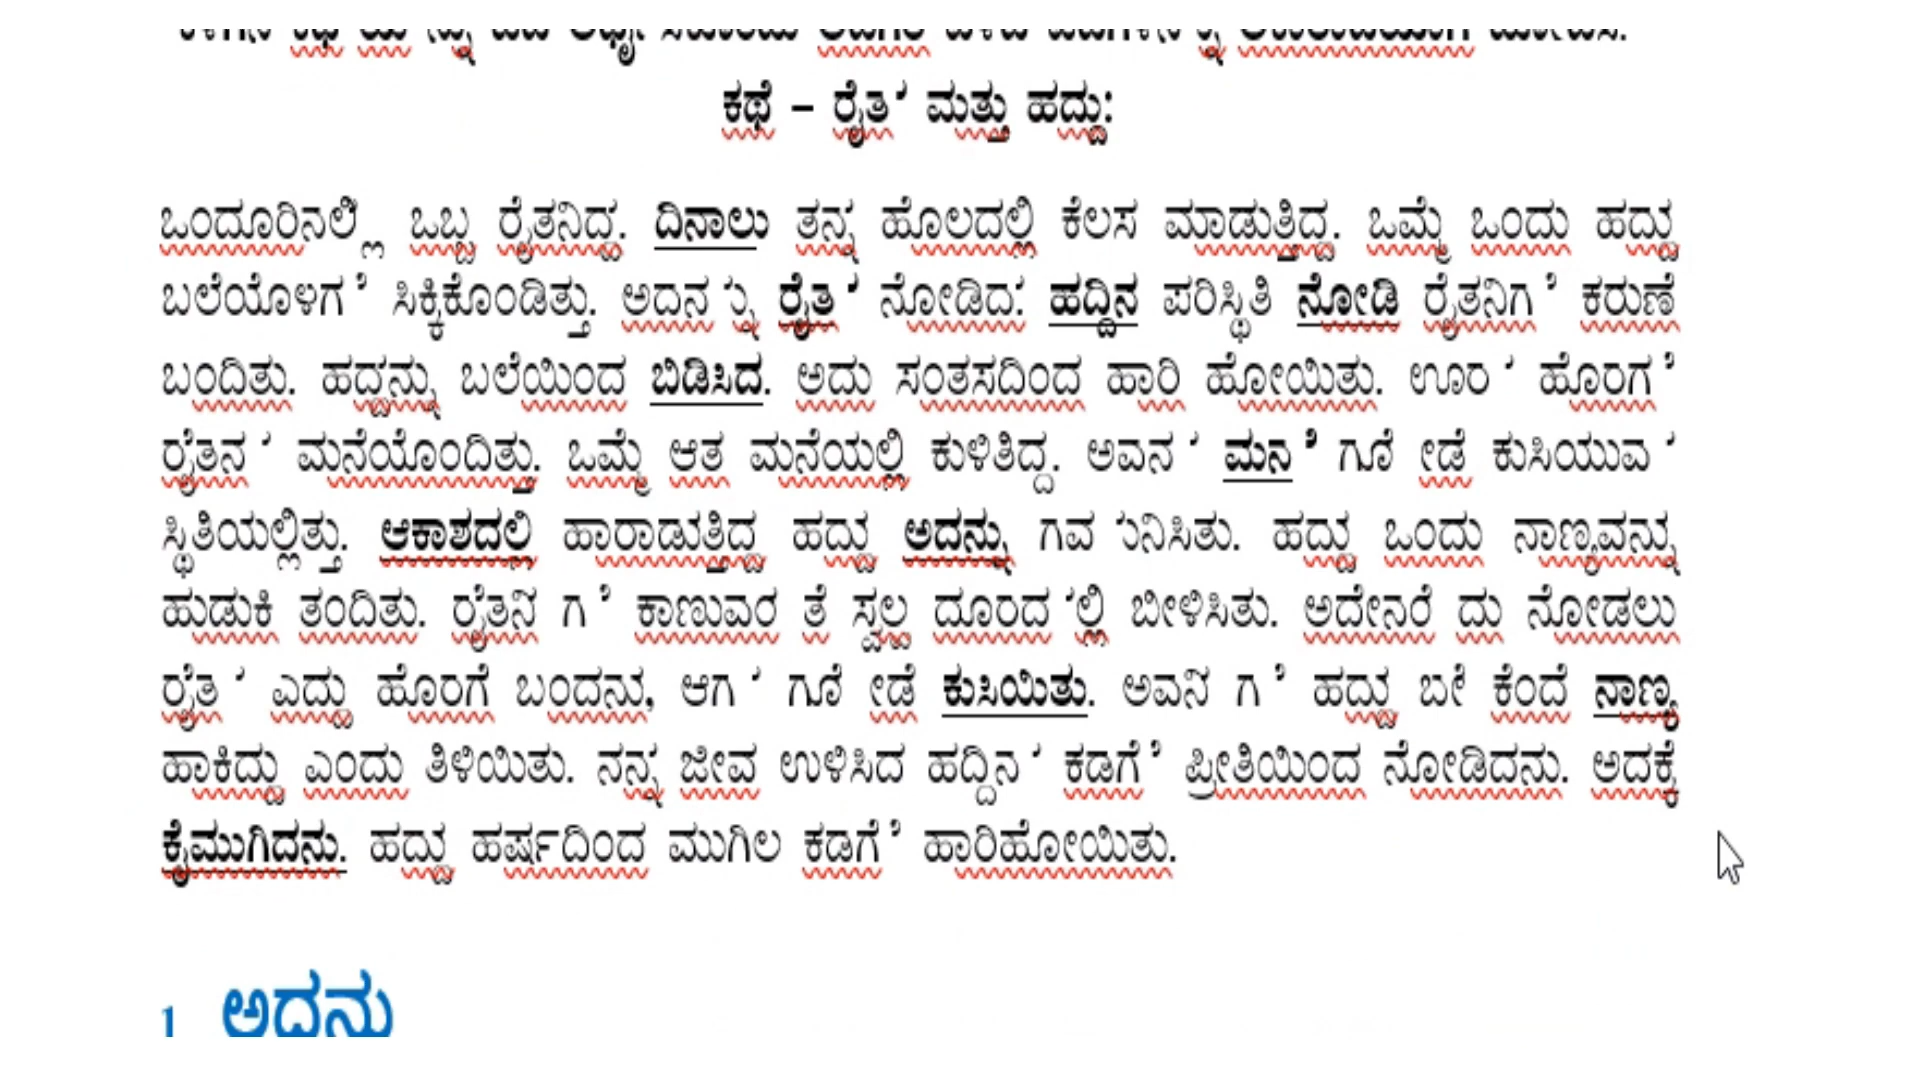 ಕಥೆ – ರೈತ ಮತ್ತು ಹದ್ದು:
ಒಂದೂರಿನಲ್ಲಿ ಒಬ್ಬ ರೈತನಿದ್ದ. ದಿನಾಲು ತನ್ನ ಹೊಲದಲ್ಲಿ ಕೆಲಸ ಮಾಡುತ್ತಿದ್ದ. ಒಮ್ಮೆ ಒಂದು ಹದ್ದು
ಬಲೆಯೊಳಗೆ ಸಿಕ್ಕಿಕೊಂಡಿತ್ತು. ಅದನ್ನು ರೈತ ನೋಡಿದ. ಹದ್ದಿನ ಪರಿಸ್ಥಿತಿ ನೋಡಿ ರೈತನಿಗೆ ಕರುಣೆ
ಬಂದಿತು. ಹದ್ದನ್ನು ಬಲೆಯಿಂದ ಬಿಡಿಸಿದ. ಅದು ಸಂತಸದಿಂದ ಹಾರಿ ಹೋಯಿತು. ಊರ ಹೊರಗೆ
ರೈತನ ಮನೆಯೊಂದಿತ್ತು. ಒಮ್ಮೆ ಆತ ಮನೆಯಲ್ಲಿ ಕುಳಿತಿದ್ದ. ಅವನ ಮನೆ ಗೋಡೆ ಕುಸಿಯುವ
ಸ್ಥಿತಿಯಲ್ಲಿತ್ತು. ಆಕಾಶದಲ್ಲಿ ಹಾರಾಡುತ್ತಿದ್ದ ಹದ್ದು ಅದನ್ನು ಗಮನಿಸಿತು. ಹದ್ದು ಒಂದು ನಾಣ್ಯವನ್ನು
ಹುಡುಕಿ ತಂದಿತು. ರೈತನಿಗೆ ಕಾಣುವಂತೆ ಸ್ವಲ್ಪ ದೂರದಲ್ಲಿ ಬೀಳಿಸಿತು. ಅದೇನೆಂದು ನೋಡಲು
ರೈತ ಎದ್ದು ಹೊರಗೆ ಬಂದನು, ಆಗ ಗೋಡೆ ಕುಸಿಯಿತು. ಅವನಿಗೆ ಹದ್ದು ಬೇಕೆಂದೆ ನಾಣ್ಯ
ಹಾಕಿದ್ದು ಎಂದು ತಿಳಿಯಿತು. ನನ್ನ ಜೀವ ಉಳಿಸಿದ ಹದ್ದಿನ ಕಡೆಗೆ ಪ್ರೀತಿಯಿಂದ ನೋಡಿದನು. ಅದಕ್ಕೆ
ಕೈಮುಗಿದನು. ಹದ್ದು ಹರ್ಷದಿಂದ ಮುಗಿಲ ಕಡೆಗೆ ಹಾರಿಹೋಯಿತು.
1